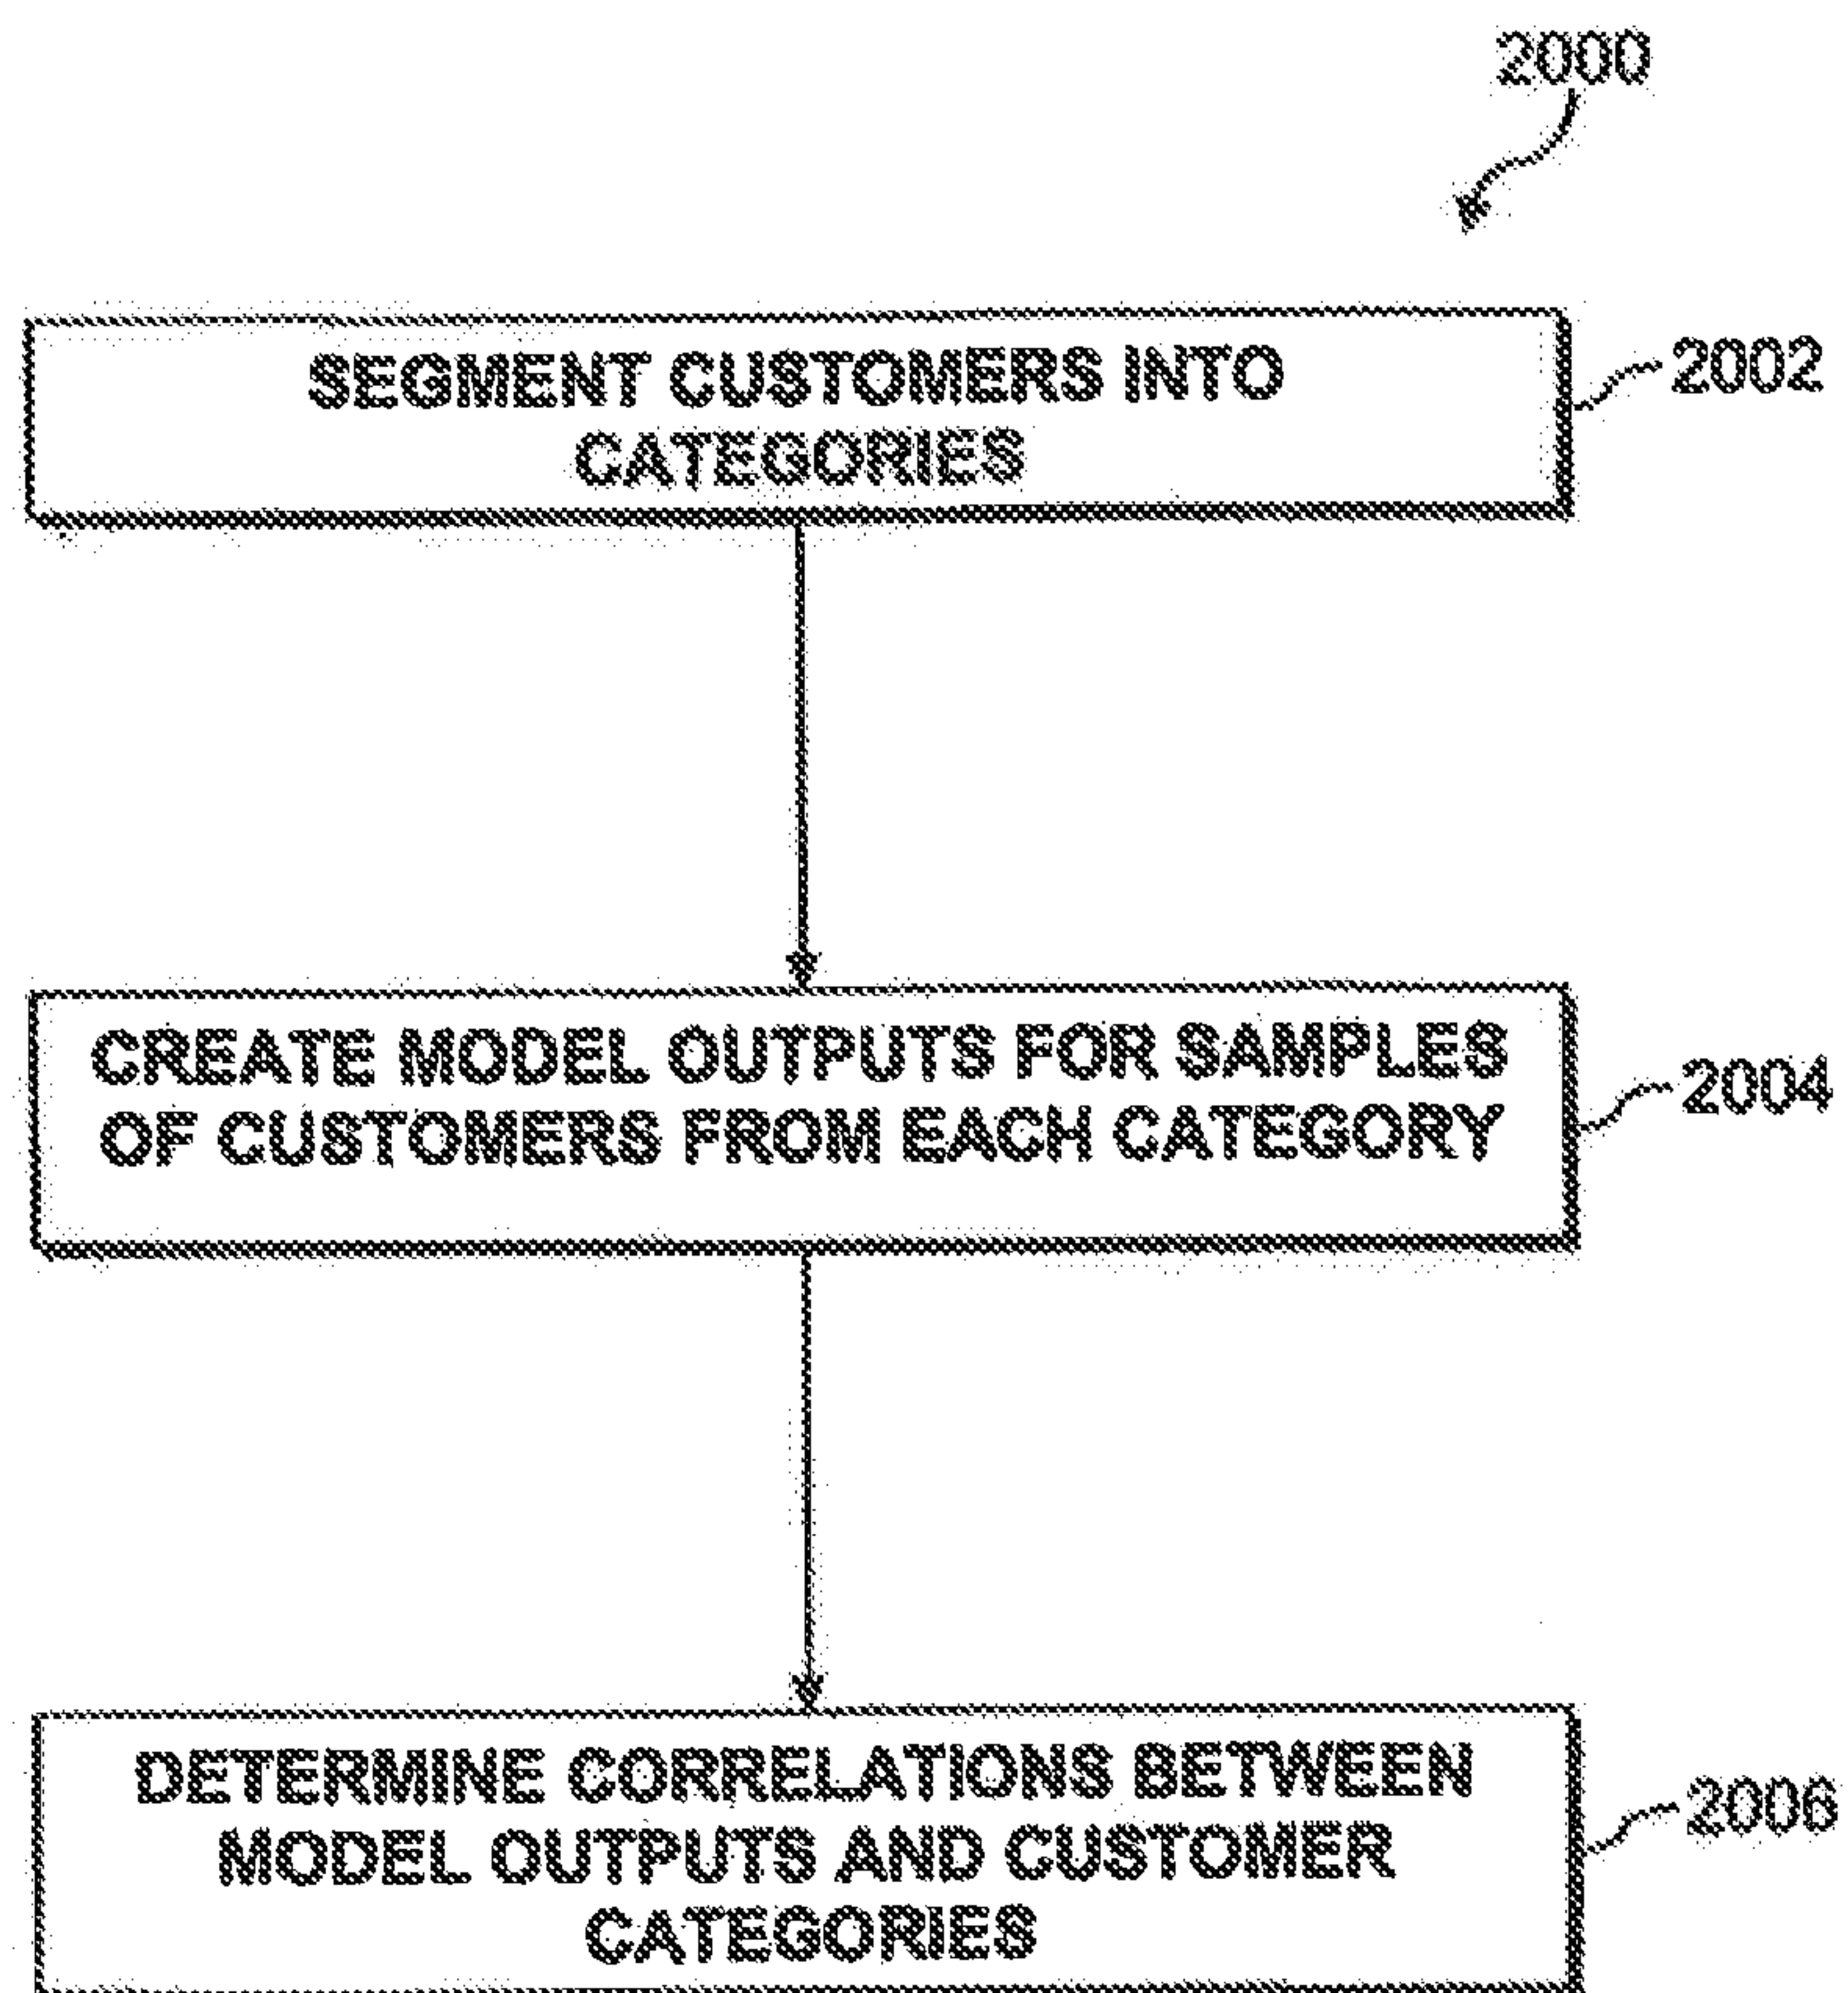 2000
SEGMENT CUSTOMERS INTO
CATEGORIES
2002
CREATE MODEL OUTPUTS FOR SAMPLES
OF CUSTOMERS FROM EACH CATEGORY
2004
DETERMINE CORRELATIONS BETWEEN
MODEL OUTPUTS AND CUSTOMER
CATEGORIES
2006